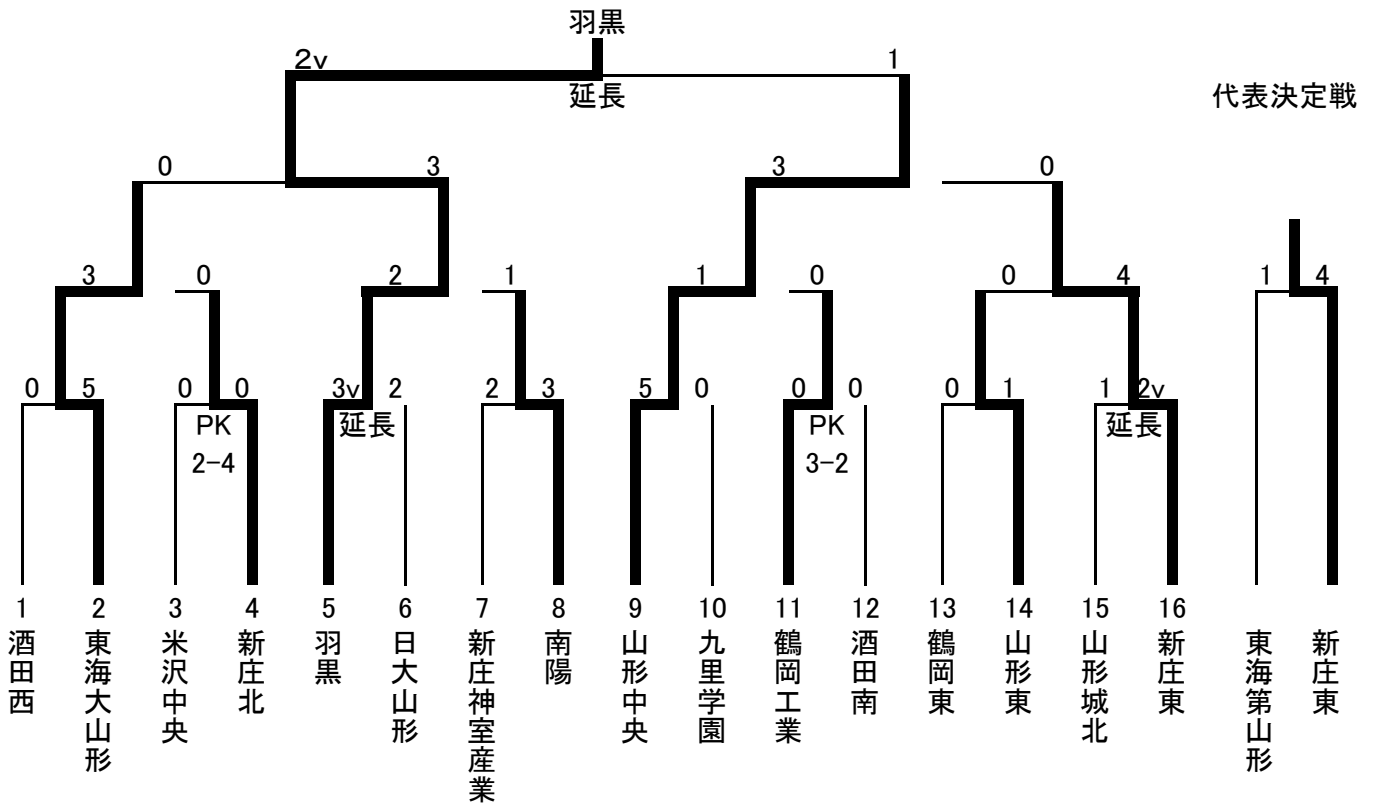 羽黒
2v 1
延長
代表決定戦
0 3 3 0
3 0 2 1 1 0 0 4 1 4
0 5 0 0 3v 2 2 3 5 0 0 0 0 1 1 2v
PK 延長 PK 延長
2-4 3-2
1 2 3 4 5 6 7 8 9 10 11 12 13 14 15 16
酒田西
東海大山形
米沢中央
新庄北
羽黒
日大山形
新庄神室産業
南陽
山形中央
九里学園
鶴岡工業
酒田南
鶴岡東
山形東
山形城北
新庄東
東海第山形
新庄東